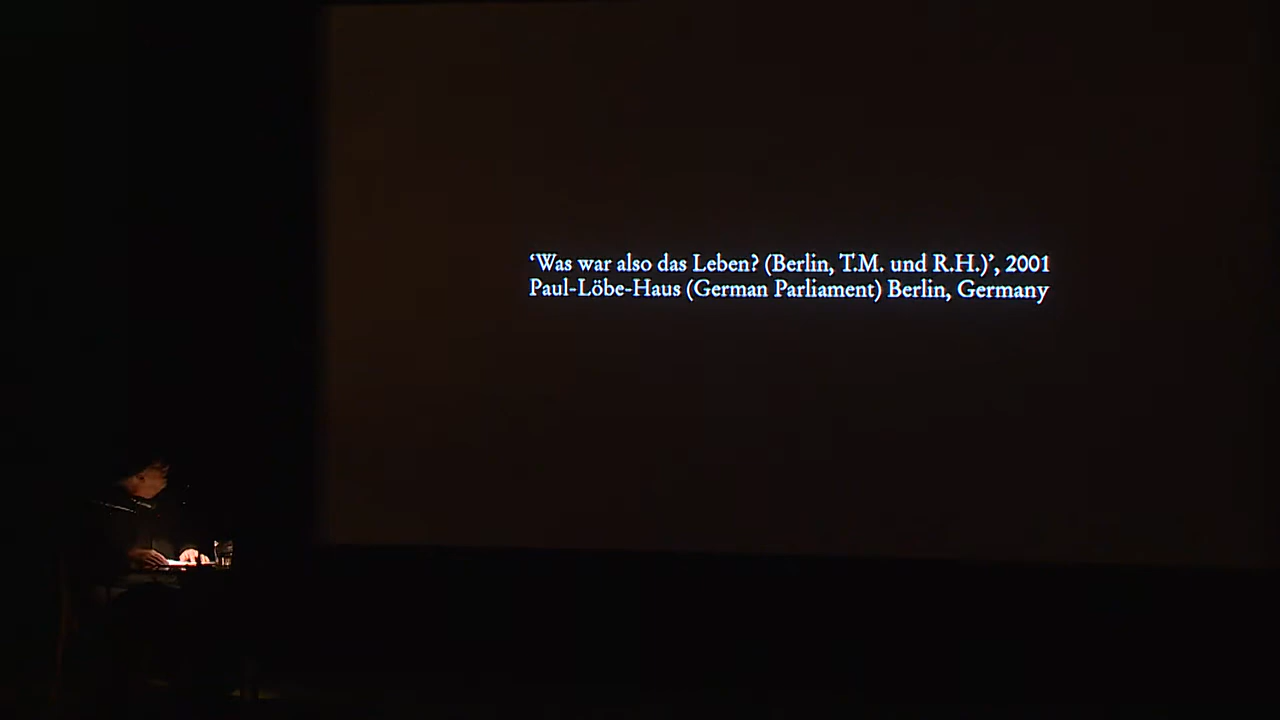 ‘Was war also das Leben? (Berlin, T.M. und R.H.)’, 2001
Paul-Löbe-Haus (German Parliament) Berlin, Germany